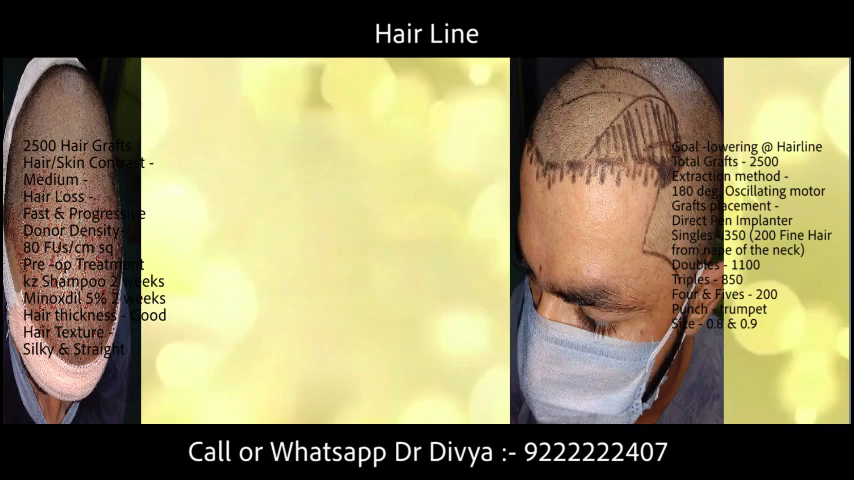 Hair Line
2500 Hair Grafts
Hair/Skin Contrast -
Medium -
Hair Loss -
Fast & Progressive
Donor Density-
80 FUs/cm sq
Pre -op Treatment
kz Shampoo 2 weeks
Minoxdil 5% 2 weeks
Hair thickness - Good
Hair Texture -
Silky & Straight
Goal -lowering @ Hairline
Total Grafts - 2500
Extraction method -
180 deg. Oscillating motor
Grafts placement -
Direct Pen Implanter
Singles - 350 (200 Fine Hair
from nape of the neck)
Doubles - 1100
Triples - 850
Four & Fives - 200
Punch - trumpet
Size - 0.8 & 0.9
Call or Whatsapp Dr Divya :- 9222222407